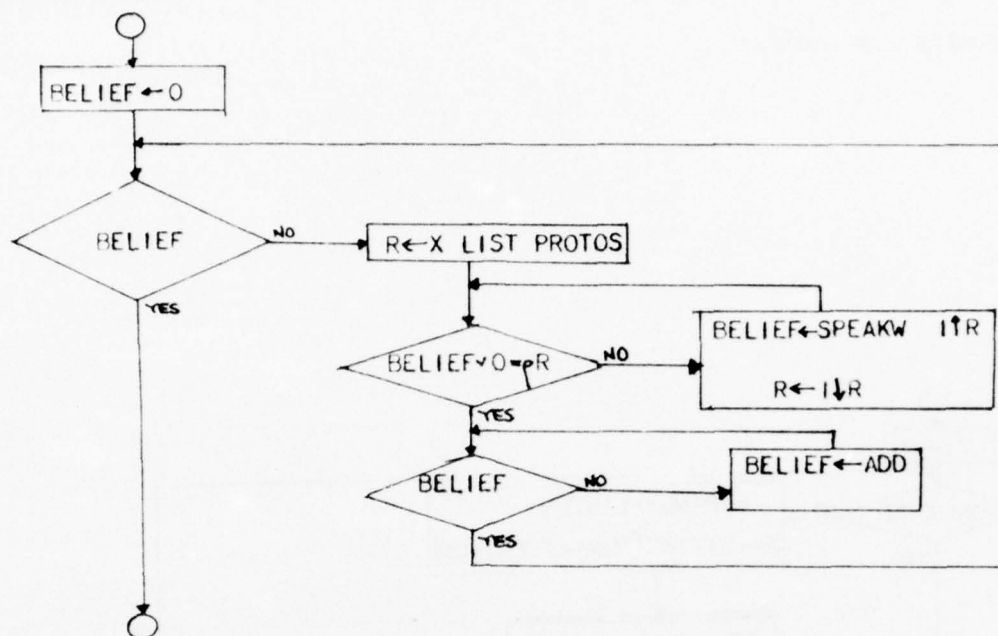 BELIEF←0
BELIEF
NO
YES
R←X LIST PROTOS
BELIEF∨0=⍴R
NO
YES
BELIEF←SPEAKW 1↑R
R←1↓R
BELIEF
NO
YES
BELIEF←ADD